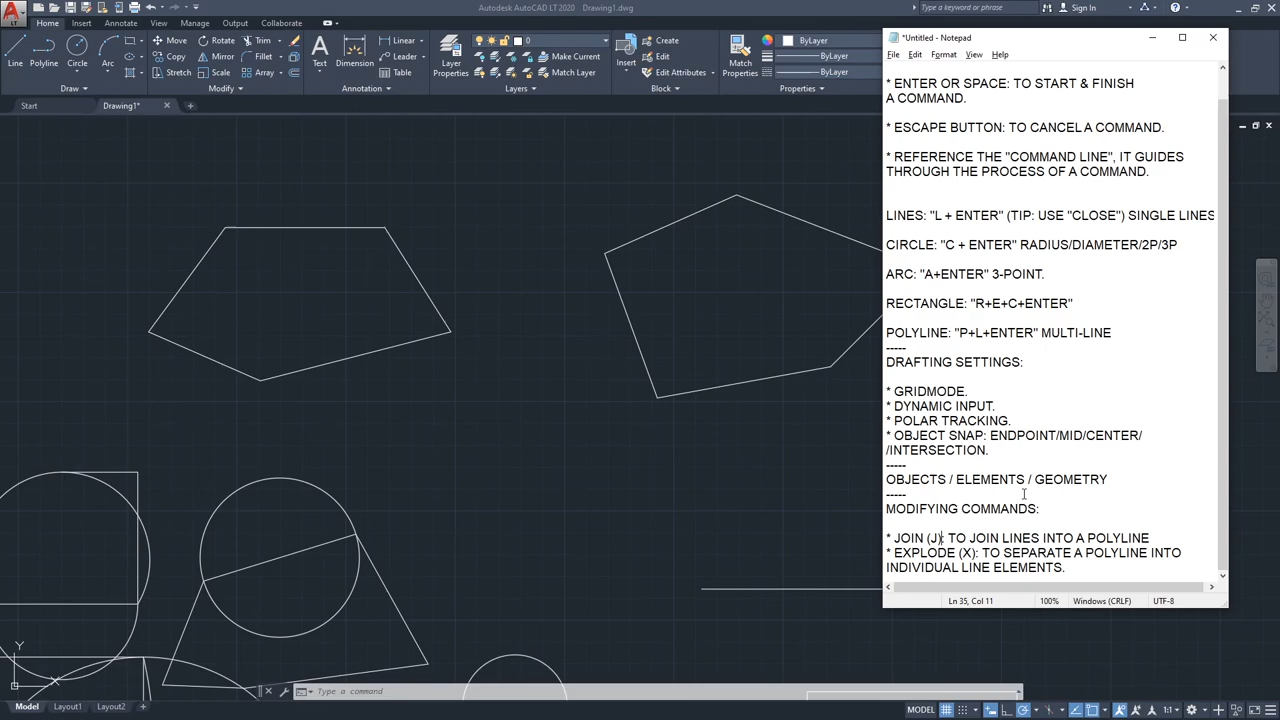 Autodesk AutoCAD LT 2020 Drawing1.dwg
Type a keyword or phrase
Sign In
LT
Home Insert Annotate View Manage Output Collaborate
Line
Polyline
Circle
Arc
Move Rotate Trim
Copy Mirror Fillet
Stretch Scale Array
Text
Dimension
Linear
Leader
Table
Layer
Properties
0
Make Current
Match Layer
Insert
Create
Edit
Edit Attributes
Match
Properties
ByLayer
ByLayer
ByLayer
Draw Modify Annotation Layers Block Properties
Start Drawing1*
*Untitled - Notepad
File Edit Format View Help
* ENTER OR SPACE: TO START & FINISH
A COMMAND.
* ESCAPE BUTTON: TO CANCEL A COMMAND.
* REFERENCE THE "COMMAND LINE", IT GUIDES
THROUGH THE PROCESS OF A COMMAND.
LINES: "L + ENTER" (TIP: USE "CLOSE") SINGLE LINES
CIRCLE: "C + ENTER" RADIUS/DIAMETER/2P/3P
ARC: "A+ENTER" 3-POINT.
RECTANGLE: "R+E+C+ENTER"
POLYLINE: "P+L+ENTER" MULTI-LINE
-----
DRAFTING SETTINGS:
* GRIDMODE.
* DYNAMIC INPUT.
* POLAR TRACKING.
* OBJECT SNAP: ENDPOINT/MID/CENTER/
/INTERSECTION.
-----
OBJECTS / ELEMENTS / GEOMETRY
-----
MODIFYING COMMANDS:
* JOIN (J): TO JOIN LINES INTO A POLYLINE
* EXPLODE (X): TO SEPARATE A POLYLINE INTO
INDIVIDUAL LINE ELEMENTS.
Ln 35, Col 11 100% Windows (CRLF) UTF-8
Y
X
Type a command
Model Layout1 Layout2
MODEL
1:1